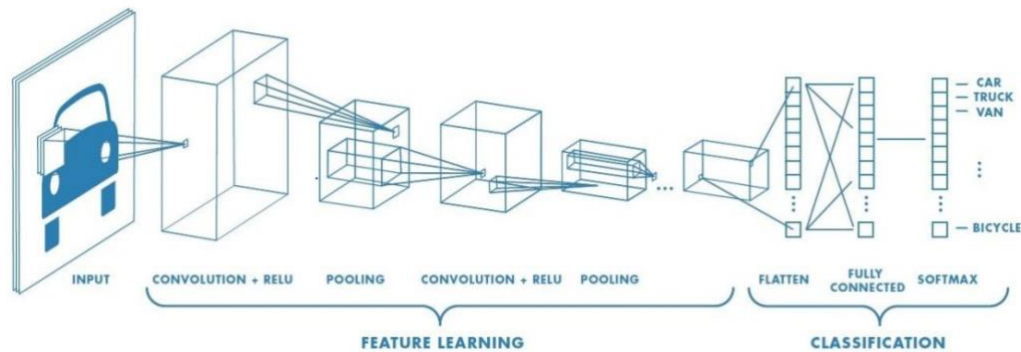 CAR
TRUCK
VAN
BICYCLE
INPUT
CONVOLUTION + RELU
POOLING
CONVOLUTION + RELU
POOLING
FLATTEN
FULLY
CONNECTED
SOFTMAX
FEATURE LEARNING
CLASSIFICATION